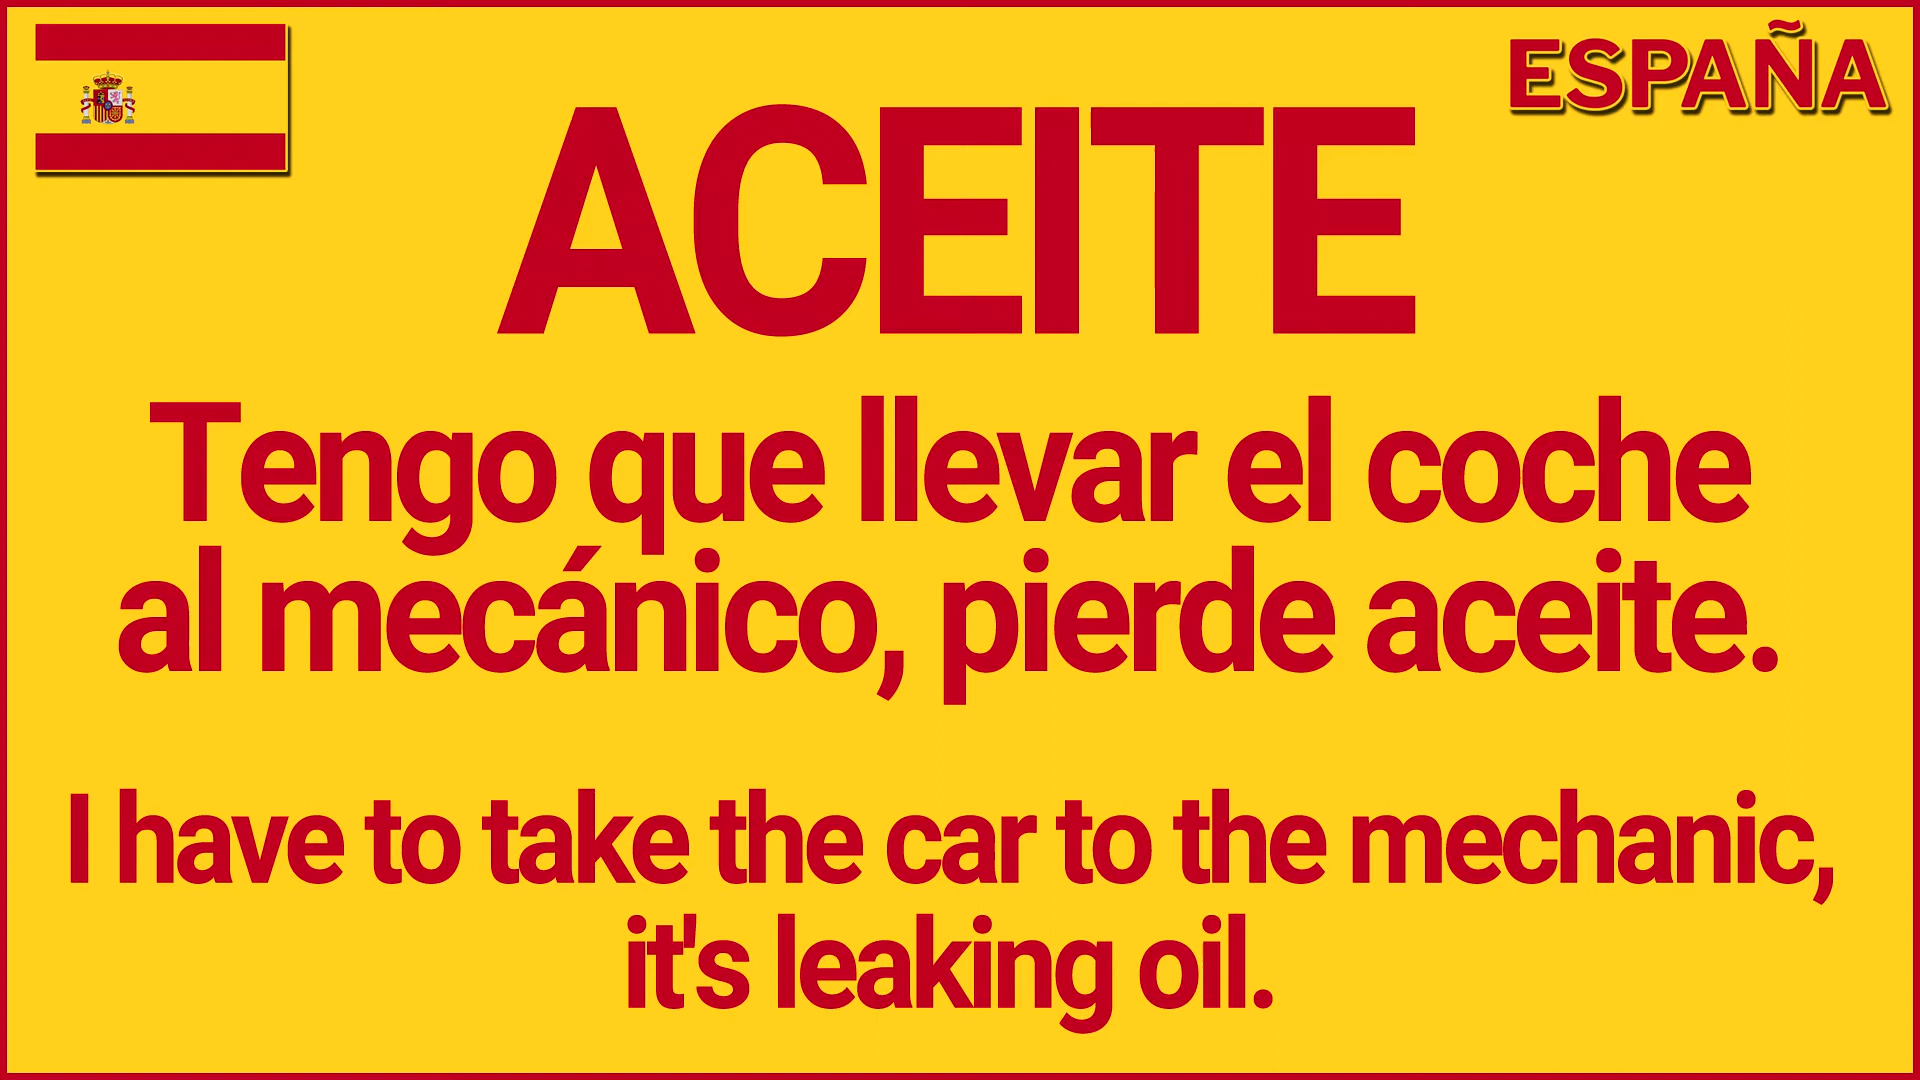 ESPAÑA
ACEITE
Tengo que llevar el coche
al mecánico, pierde aceite.
I have to take the car to the mechanic,
it's leaking oil.